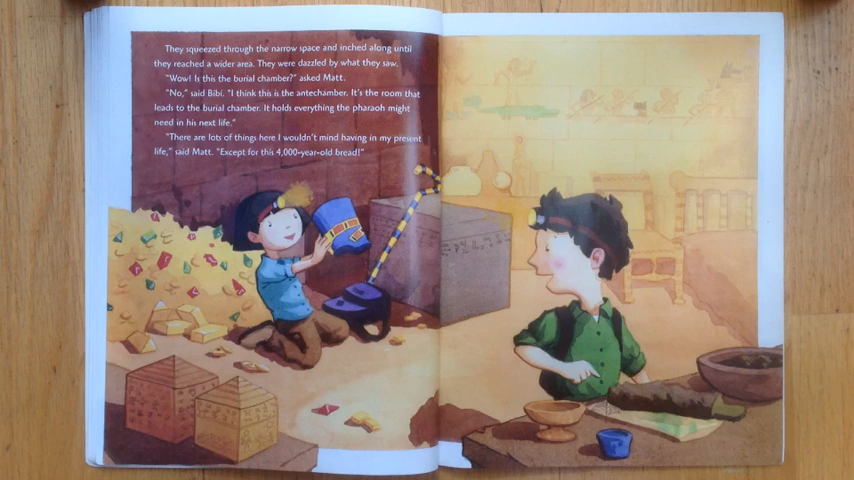 They squeezed through the narrow space and inched along until
they reached a wider area. They were dazzled by what they saw.
"Wow! Is this the burial chamber?" asked Matt.
"No," said Bibi. "I think this is the antechamber. It's the room that
leads to the burial chamber. It holds everything the pharaoh might
need in his next life."
"There are lots of things here I wouldn't mind having in my present
life," said Matt. "Except for this 4,000-year-old bread!"